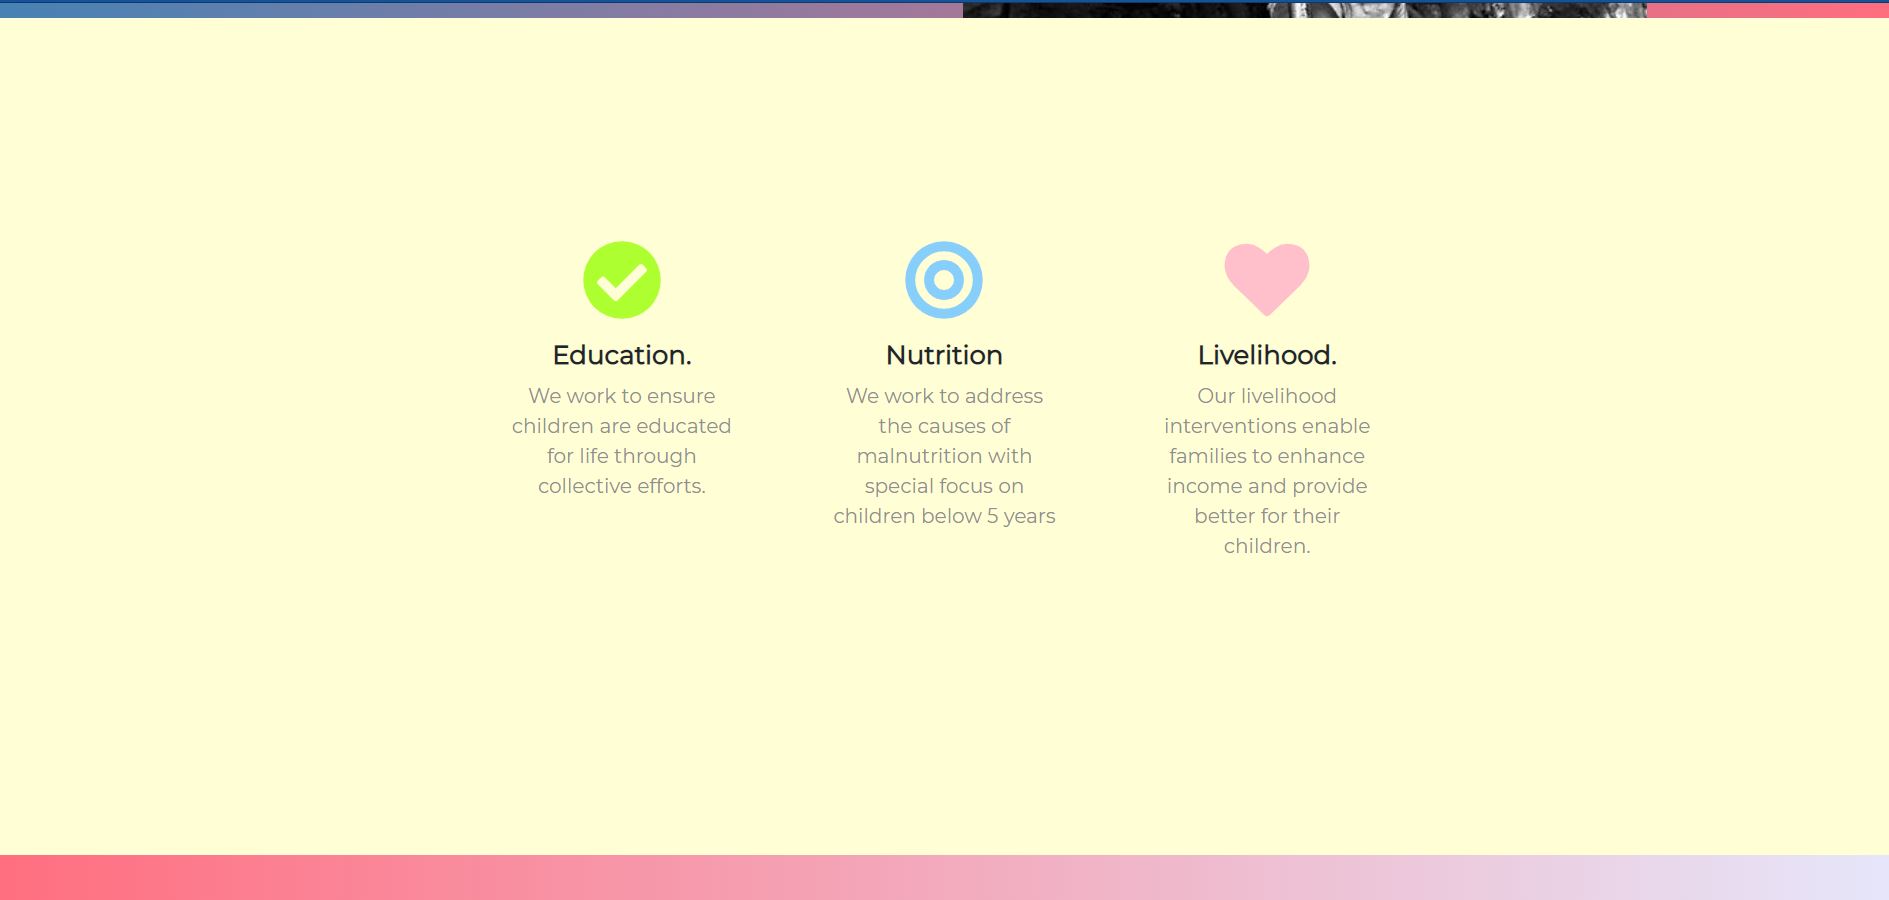 Education.
We work to ensure
children are educated
for life through
collective efforts.
Nutrition
We work to address
the causes of
malnutrition with
special focus on
children below 5 years
Livelihood.
Our livelihood
interventions enable
families to enhance
income and provide
better for their
children.